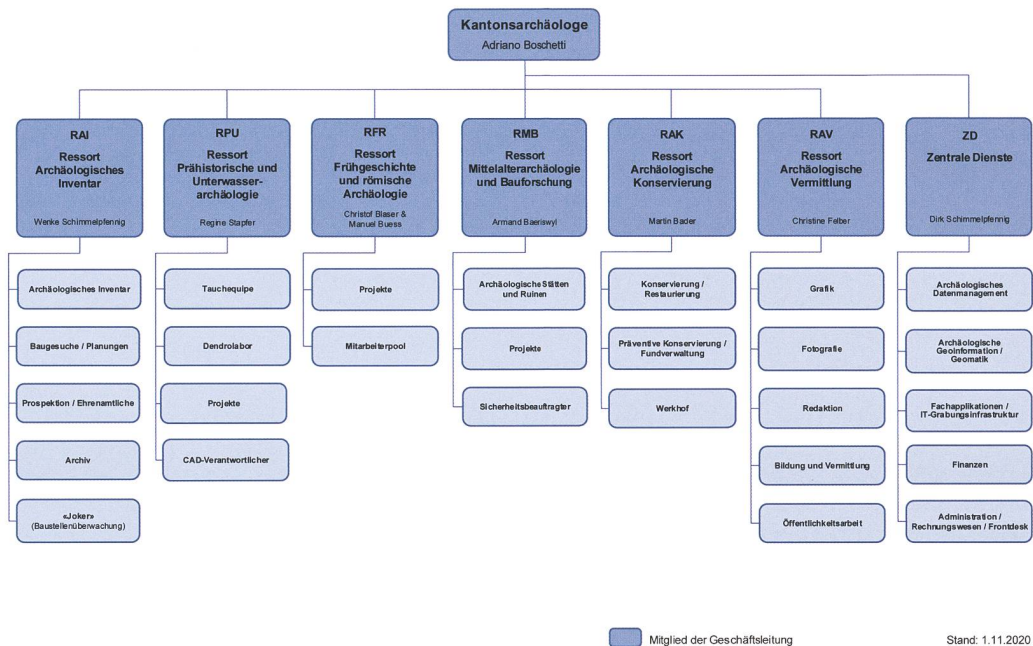 Kantonsarchäologe
Adriano Boschetti
RAI
Ressort
Archäologisches
Inventar
Wenke Schimmelpfennig
RPU
Ressort
Prähistorische und
Unterwasser-
archäologie
Regine Stapfer
RFR
Ressort
Frühgeschichte
und römische
Archäologie
Christof Blaser &
Manuel Buess
RMB
Ressort
Mittelalterarchäologie
und Bauforschung
Armand Baeriswyl
RAK
Ressort
Archäologische
Konservierung
Martin Bader
RAV
Ressort
Archäologische
Vermittlung
Christine Felber
ZD
Zentrale Dienste
Dirk Schimmelpfennig
Archäologisches Inventar
Baugesuche / Planungen
Prospektion / Ehrenamtliche
Archiv
«Joker»
(Baustellenüberwachung)
Tauchequipe
Dendrolabor
Projekte
CAD-Verantwortlicher
Projekte
Mitarbeiterpool
Archäologische Stätten
und Ruinen
Projekte
Sicherheitsbeauftragter
Konservierung /
Restaurierung
Präventive Konservierung /
Fundverwaltung
Werkhof
Grafik
Fotografie
Redaktion
Bildung und Vermittlung
Öffentlichkeitsarbeit
Archäologisches
Datenmanagement
Archäologische
Geoinformation /
Geomatik
Fachapplikationen /
IT-Grabungsinfrastruktur
Finanzen
Administration /
Rechnungswesen / Frontdesk
Mitglied der Geschäftsleitung
Stand: 1.11.2020